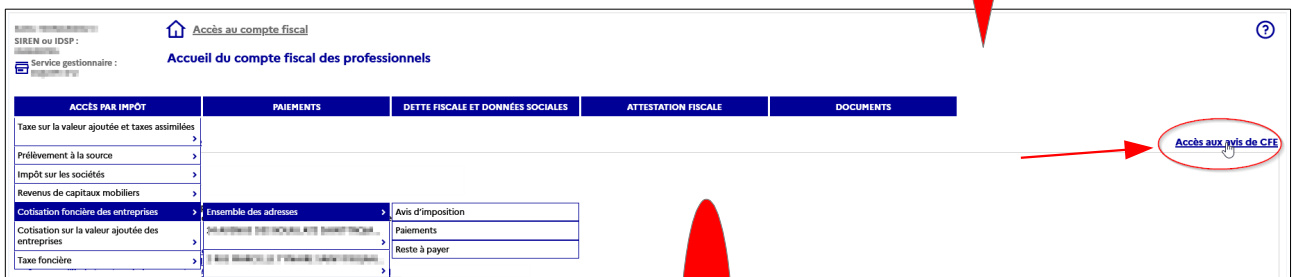 SIREN ou IDSP :
Service gestionnaire :
Accès au compte fiscal
Accueil du compte fiscal des professionnels
ACCÈS PAR IMPÔT
PAIEMENTS
DETTE FISCALE ET DONNÉES SOCIALES
ATTESTATION FISCALE
DOCUMENTS
Taxe sur la valeur ajoutée et taxes assimilées
Accès aux avis de CFE
Prélèvement à la source
Impôt sur les sociétés
Revenus de capitaux mobiliers
Cotisation foncière des entreprises
Ensemble des adresses
Avis d'imposition
Cotisation sur la valeur ajoutée des
entreprises
Paiements
Reste à payer
Taxe foncière